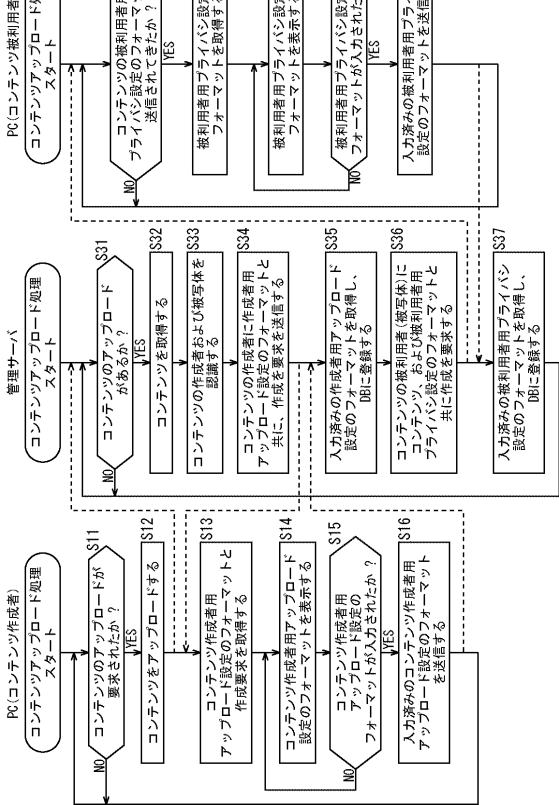 PC(コンテンツ作成者)
コンテンツアップロード処理
スタート
S11
コンテンツのアップロードが
要求されたか？
NO
YES
S12
コンテンツをアップロードする
S13
コンテンツ作成者用
アップロード設定のフォーマットと
作成要求を取得する
S14
コンテンツ作成者用アップロード
設定のフォーマットを表示する
S15
コンテンツ作成者用
アップロード設定の
フォーマットが入力されたか？
NO
YES
S16
入力済みのコンテンツ作成者用
アップロード設定のフォーマット
を送信する
管理サーバ
コンテンツアップロード処理
スタート
S31
コンテンツのアップロード
があるか？
NO
YES
S32
コンテンツを取得する
S33
コンテンツの作成者および被写体を
認識する
S34
コンテンツの作成者に作成者用
アップロード設定のフォーマットと
共に、作成を要求を送信する
S35
入力済みの作成者用アップロード
設定のフォーマットを取得し、
DBに登録する
S36
コンテンツの被利用者(被写体)に
コンテンツ、および被利用者用
プライバシ設定のフォーマットと
共に作成を要求する
S37
入力済みの被利用者用プライバシ
設定のフォーマットを取得し、
DBに登録する
PC(コンテンツ被利用者
コンテンツアップロード処
スタート
コンテンツの被利用者用
プライバシ設定のフォーマ
送信されてきたか？
NO
YES
被利用者用プライバシ設定
フォーマットを取得する
被利用者用プライバシ設定
フォーマットを表示する
被利用者用プライバシ設定
フォーマットが入力された
NO
YES
入力済みの被利用者用プライ
設定のフォーマットを送信